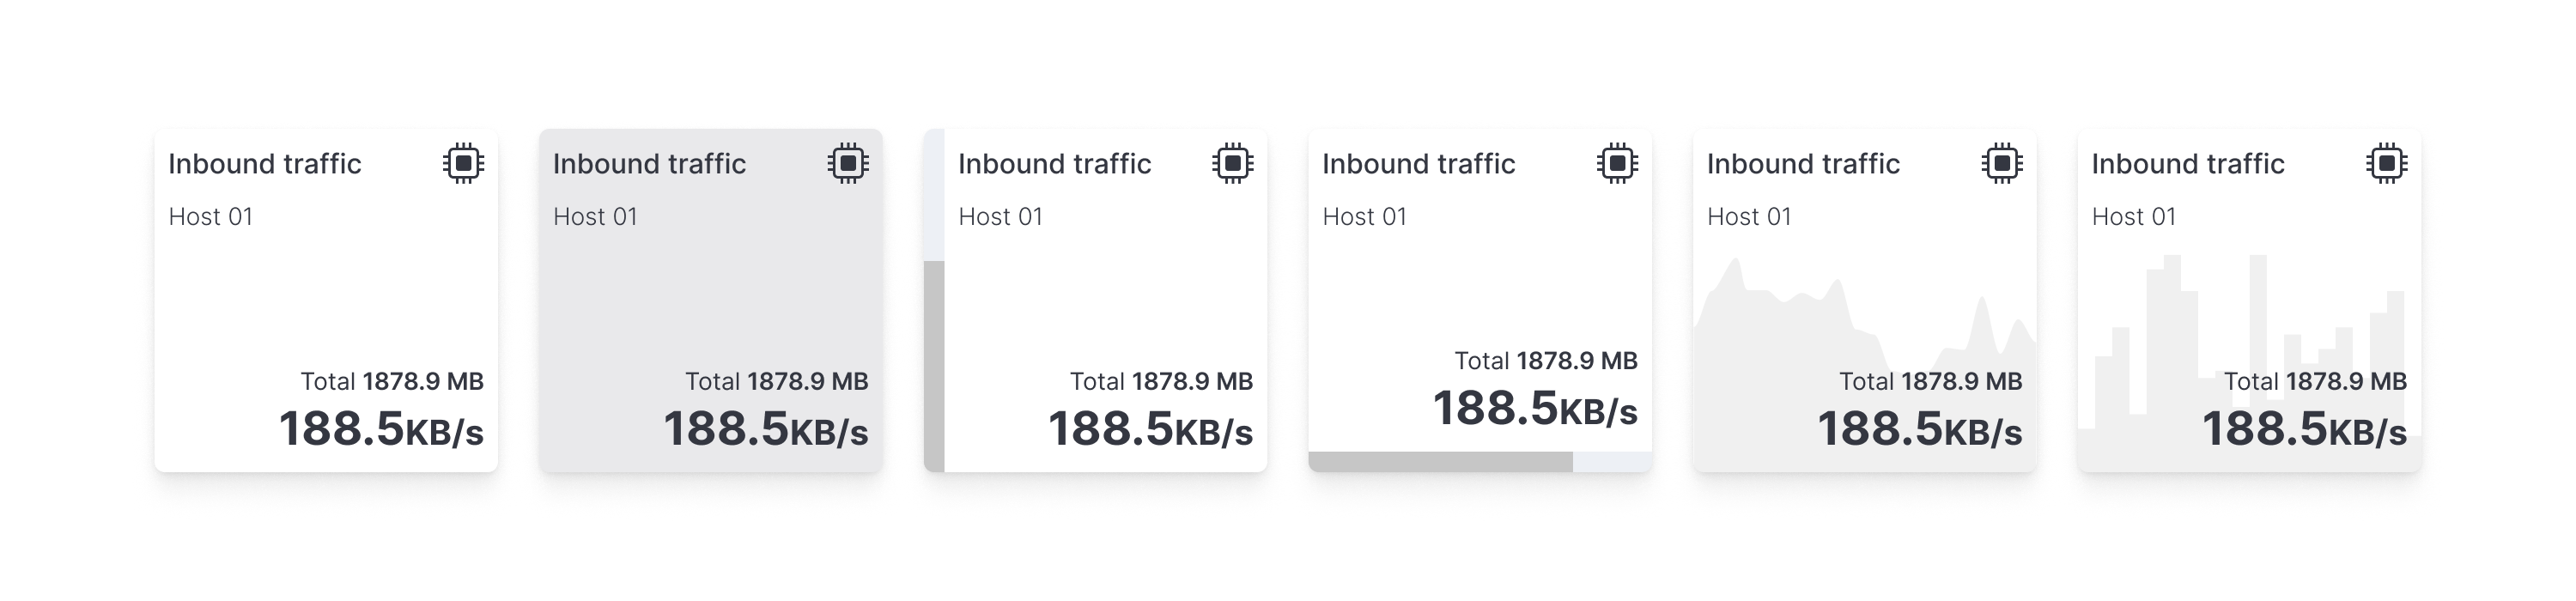 Inbound traffic
Host 01
Total 1878.9 MB
188.5KB/s
Inbound traffic
Host 01
Total 1878.9 MB
188.5KB/s
Inbound traffic
Host 01
Total 1878.9 MB
188.5KB/s
Inbound traffic
Host 01
Total 1878.9 MB
188.5KB/s
Inbound traffic
Host 01
Total 1878.9 MB
188.5KB/s
Inbound traffic
Host 01
Total 1878.9 MB
188.5KB/s